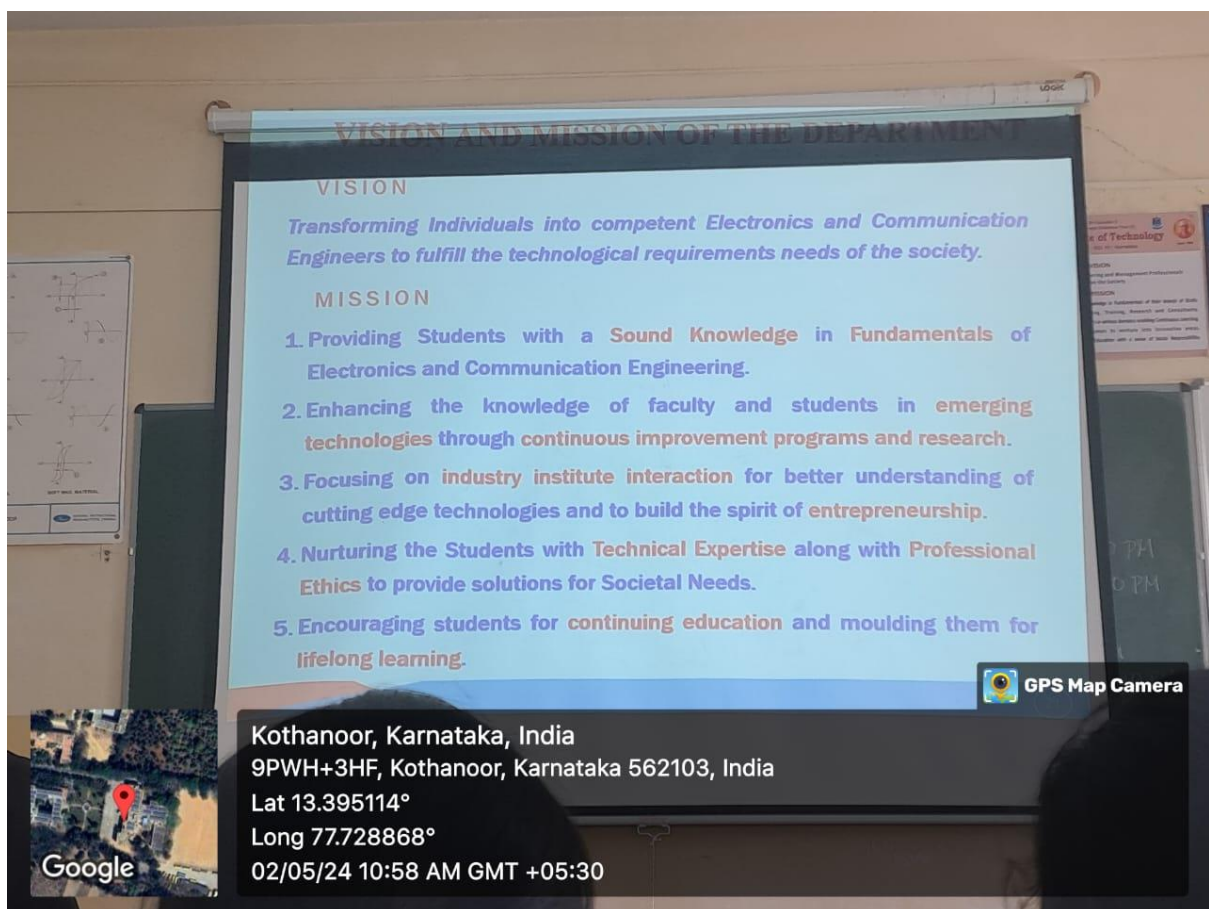 LOGIC
VISION AND MISSION OF THE DEPARTMENT
VISION
Transforming Individuals into competent Electronics and Communication
Engineers to fulfill the technological requirements needs of the society.
MISSION
1. Providing Students with a Sound Knowledge in Fundamentals of
Electronics and Communication Engineering.
2. Enhancing the knowledge of faculty and students in emerging
technologies through continuous improvement programs and research.
3. Focusing on industry institute interaction for better understanding of
cutting edge technologies and to build the spirit of entrepreneurship.
4. Nurturing the Students with Technical Expertise along with Professional
Ethics to provide solutions for Societal Needs.
5. Encouraging students for continuing education and moulding them for
lifelong learning.
of Technology
VISION
MISSION
PM
PM
GPS Map Camera
Kothanoor, Karnataka, India
9PWH+3HF, Kothanoor, Karnataka 562103, India
Lat 13.395114°
Long 77.728868°
02/05/24 10:58 AM GMT +05:30
Google